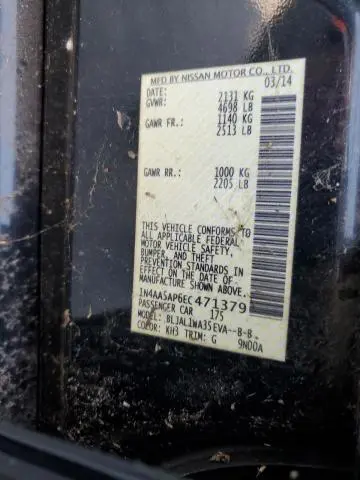 MFD BY NISSAN MOTOR CO., LTD.
DATE: 03/14
GVWR: 2131 KG
4698 LB
GAWR FR.: 1140 KG
2513 LB
GAWR RR.: 1000 KG
2205 LB
THIS VEHICLE CONFORMS TO
ALL APPLICABLE FEDERAL
MOTOR VEHICLE SAFETY,
BUMPER, AND THEFT
PREVENTION STANDARDS IN
EFFECT ON THE DATE OF
MANUFACTURE SHOWN ABOVE.
1N4AA5AP6EC471379
PASSENGER CAR 175
MODEL: BLJALIWA35EVA--B-B-
COLOR: KH3 TRIM: G 9N00A